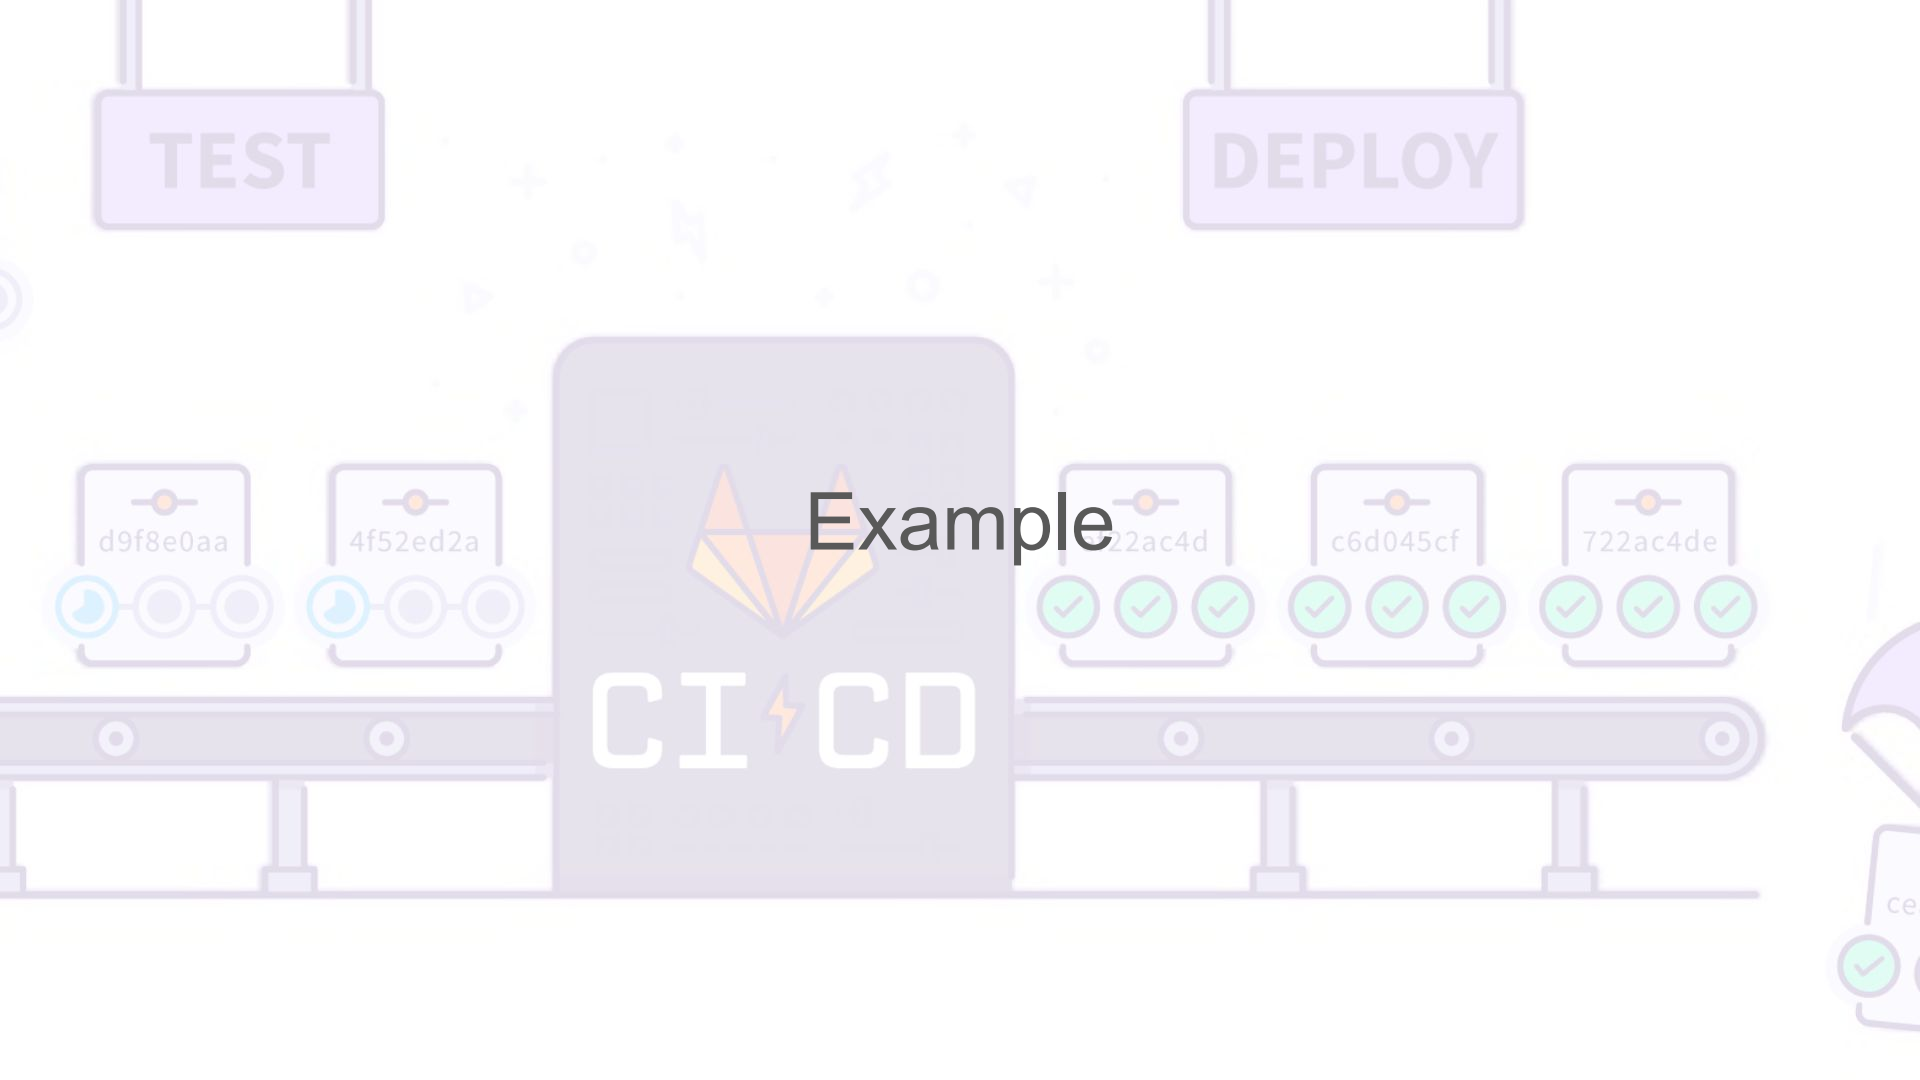 TEST
DEPLOY
Example
d9f8e0aa
4f52ed2a
c6d045cf
722ac4de
CI CD